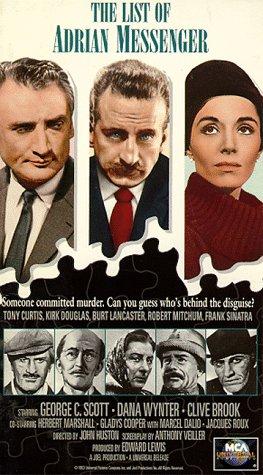 THE LIST OF
ADRIAN MESSENGER
Someone committed murder. Can you guess who's behind the disguise?
TONY CURTIS, KIRK DOUGLAS, BURT LANCASTER, ROBERT MITCHUM, FRANK SINATRA
STARRING GEORGE C. SCOTT - DANA WYNTER - CLIVE BROOK
CO-STARRING HERBERT MARSHALL - GLADYS COOPER WITH MARCEL DALIO - JACQUES ROUX
DIRECTED BY JOHN HUSTON SCREENPLAY BY ANTHONY VEILLER
PRODUCED BY EDWARD LEWIS
A JOEL PRODUCTION - A UNIVERSAL RELEASE
MCA
UNIVERSAL